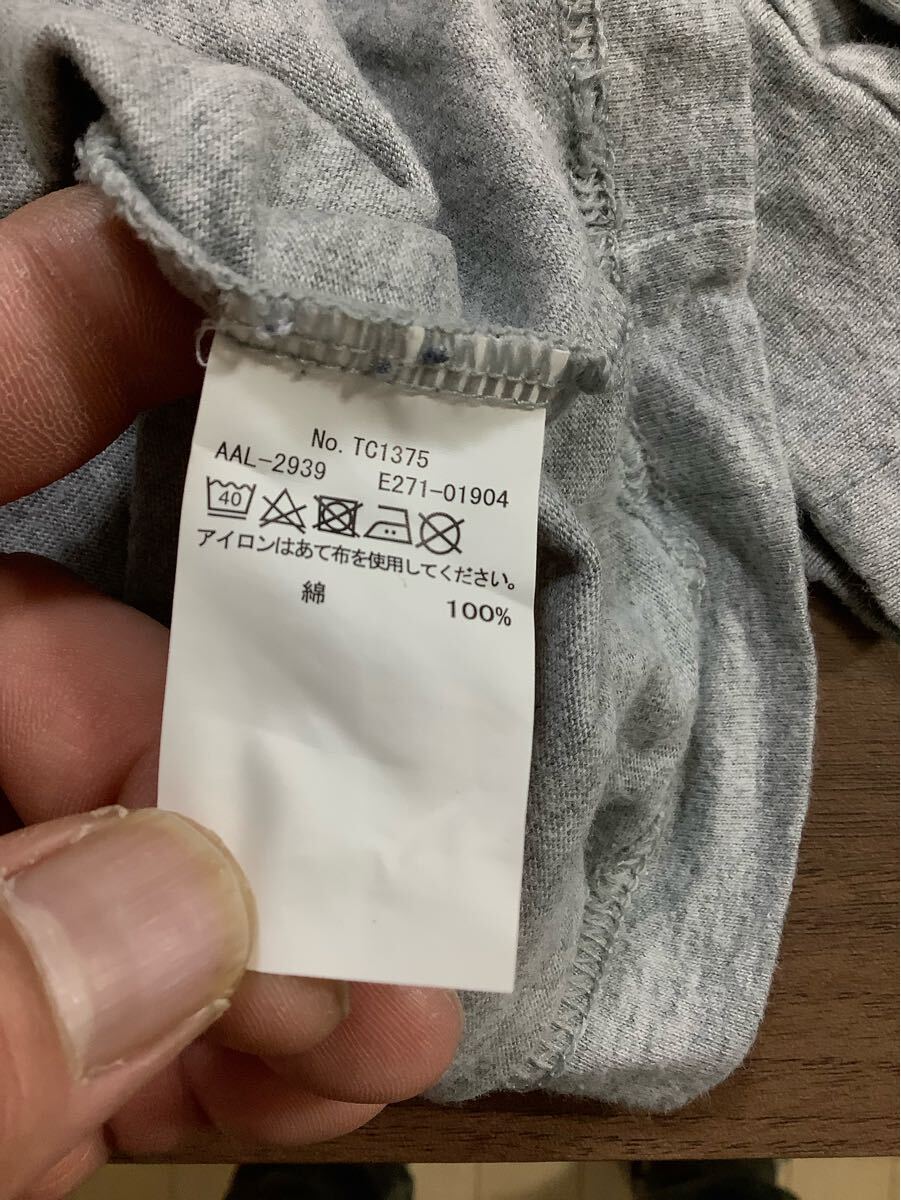 No. TC1375
AAL-2939 E271-01904
40
アイロンはあて布を使用してください。
綿 100%